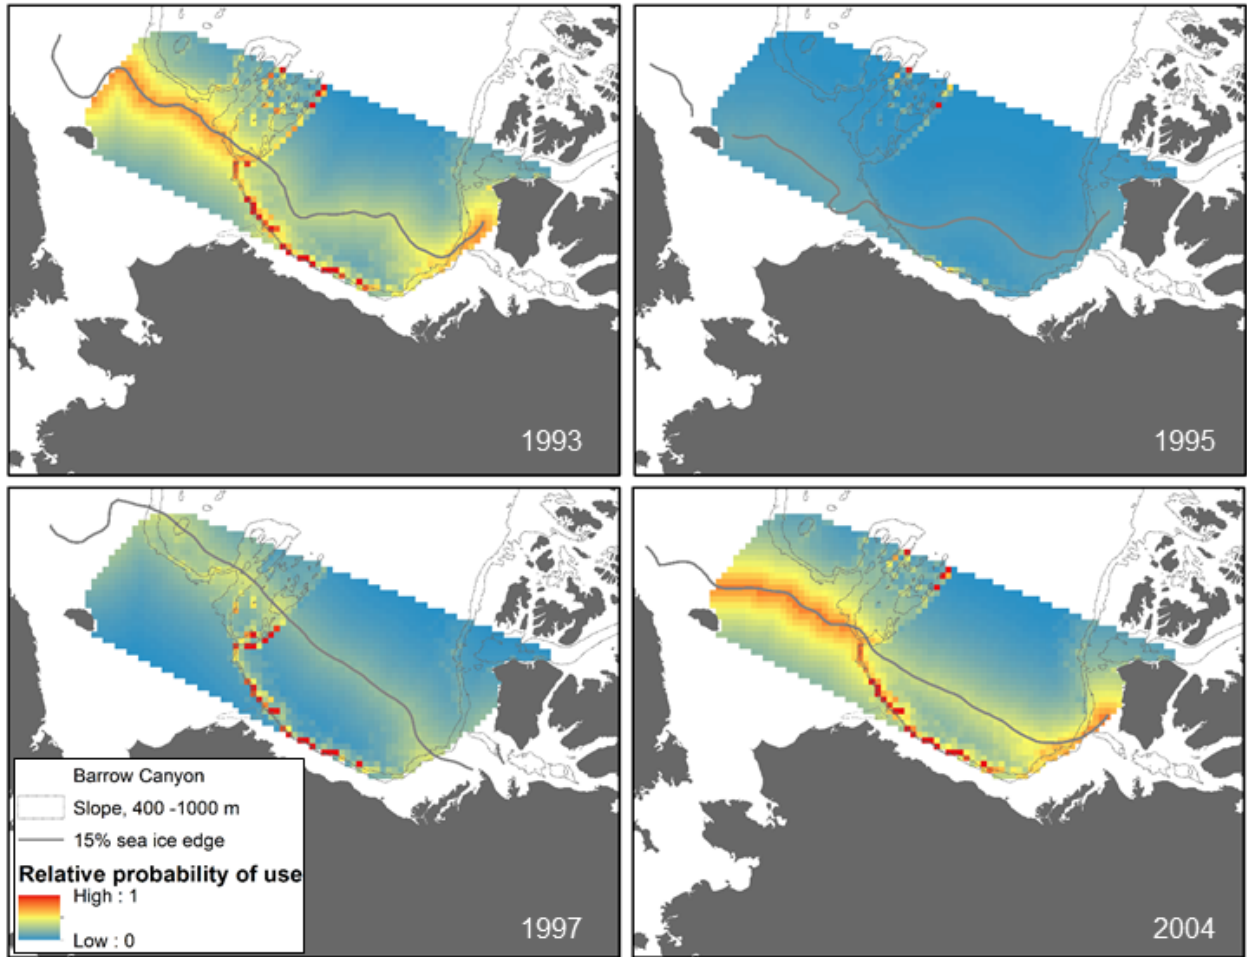 1993
1995
Barrow Canyon
Slope, 400 -1000 m
15% sea ice edge
Relative probability of use
High : 1
Low : 0
1997
2004